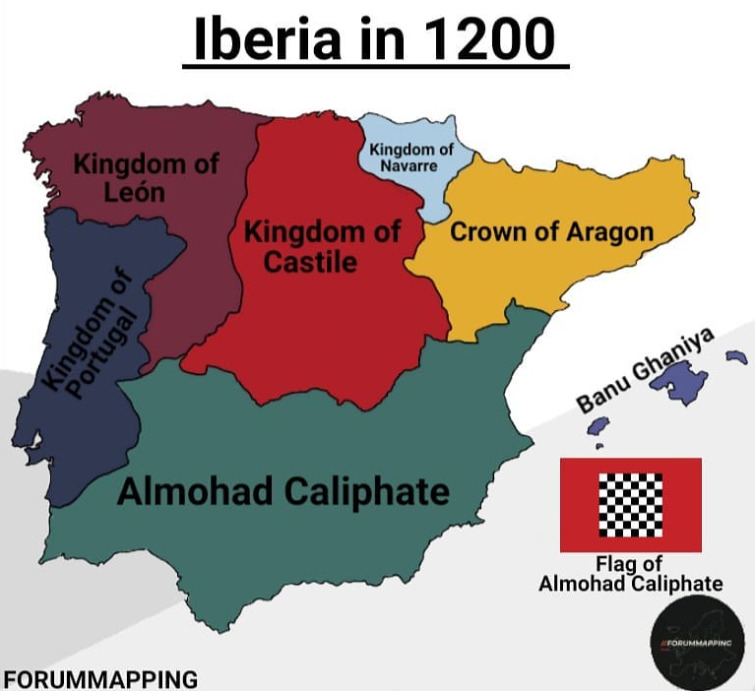 Iberia in 1200
Kingdom of
León
Kingdom of
Navarre
Kingdom of
Castile
Crown of Aragon
Kingdom of
Portugal
Banu Ghaniya
Almohad Caliphate
Flag of
Almohad Caliphate
#FORUMMAPPING
FORUMMAPPING